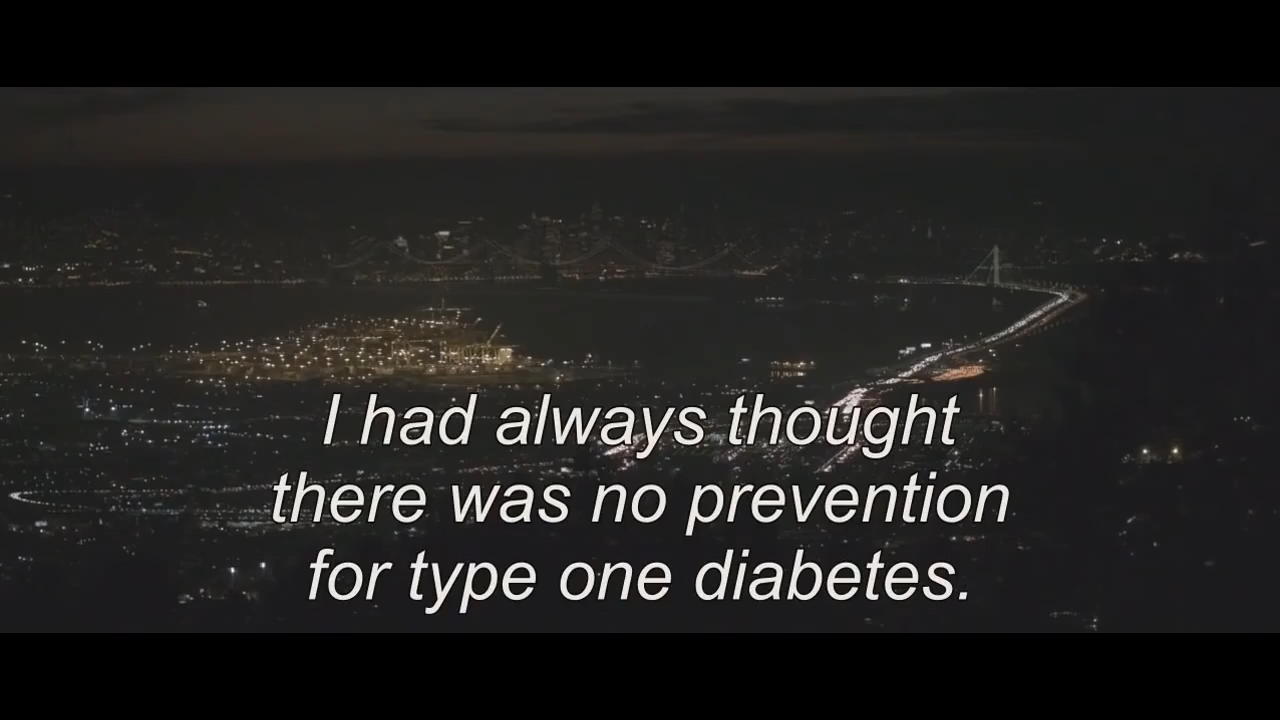 I had always thought
there was no prevention
for type one diabetes.